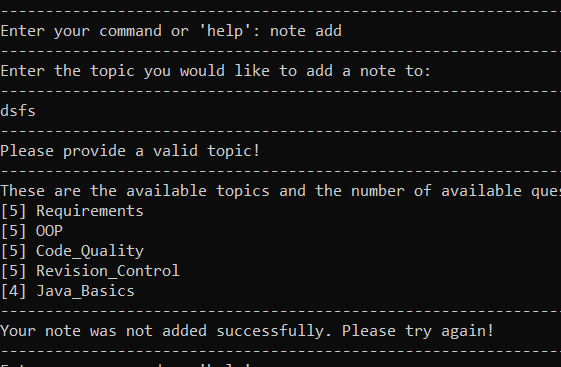 --------------------------------------------------------------
Enter your command or 'help': note add
--------------------------------------------------------------
Enter the topic you would like to add a note to:
--------------------------------------------------------------
dsfs
--------------------------------------------------------------
Please provide a valid topic!
--------------------------------------------------------------
These are the available topics and the number of available que
[5] Requirements
[5] OOP
[5] Code_Quality
[5] Revision_Control
[4] Java_Basics
--------------------------------------------------------------
Your note was not added successfully. Please try again!
--------------------------------------------------------------